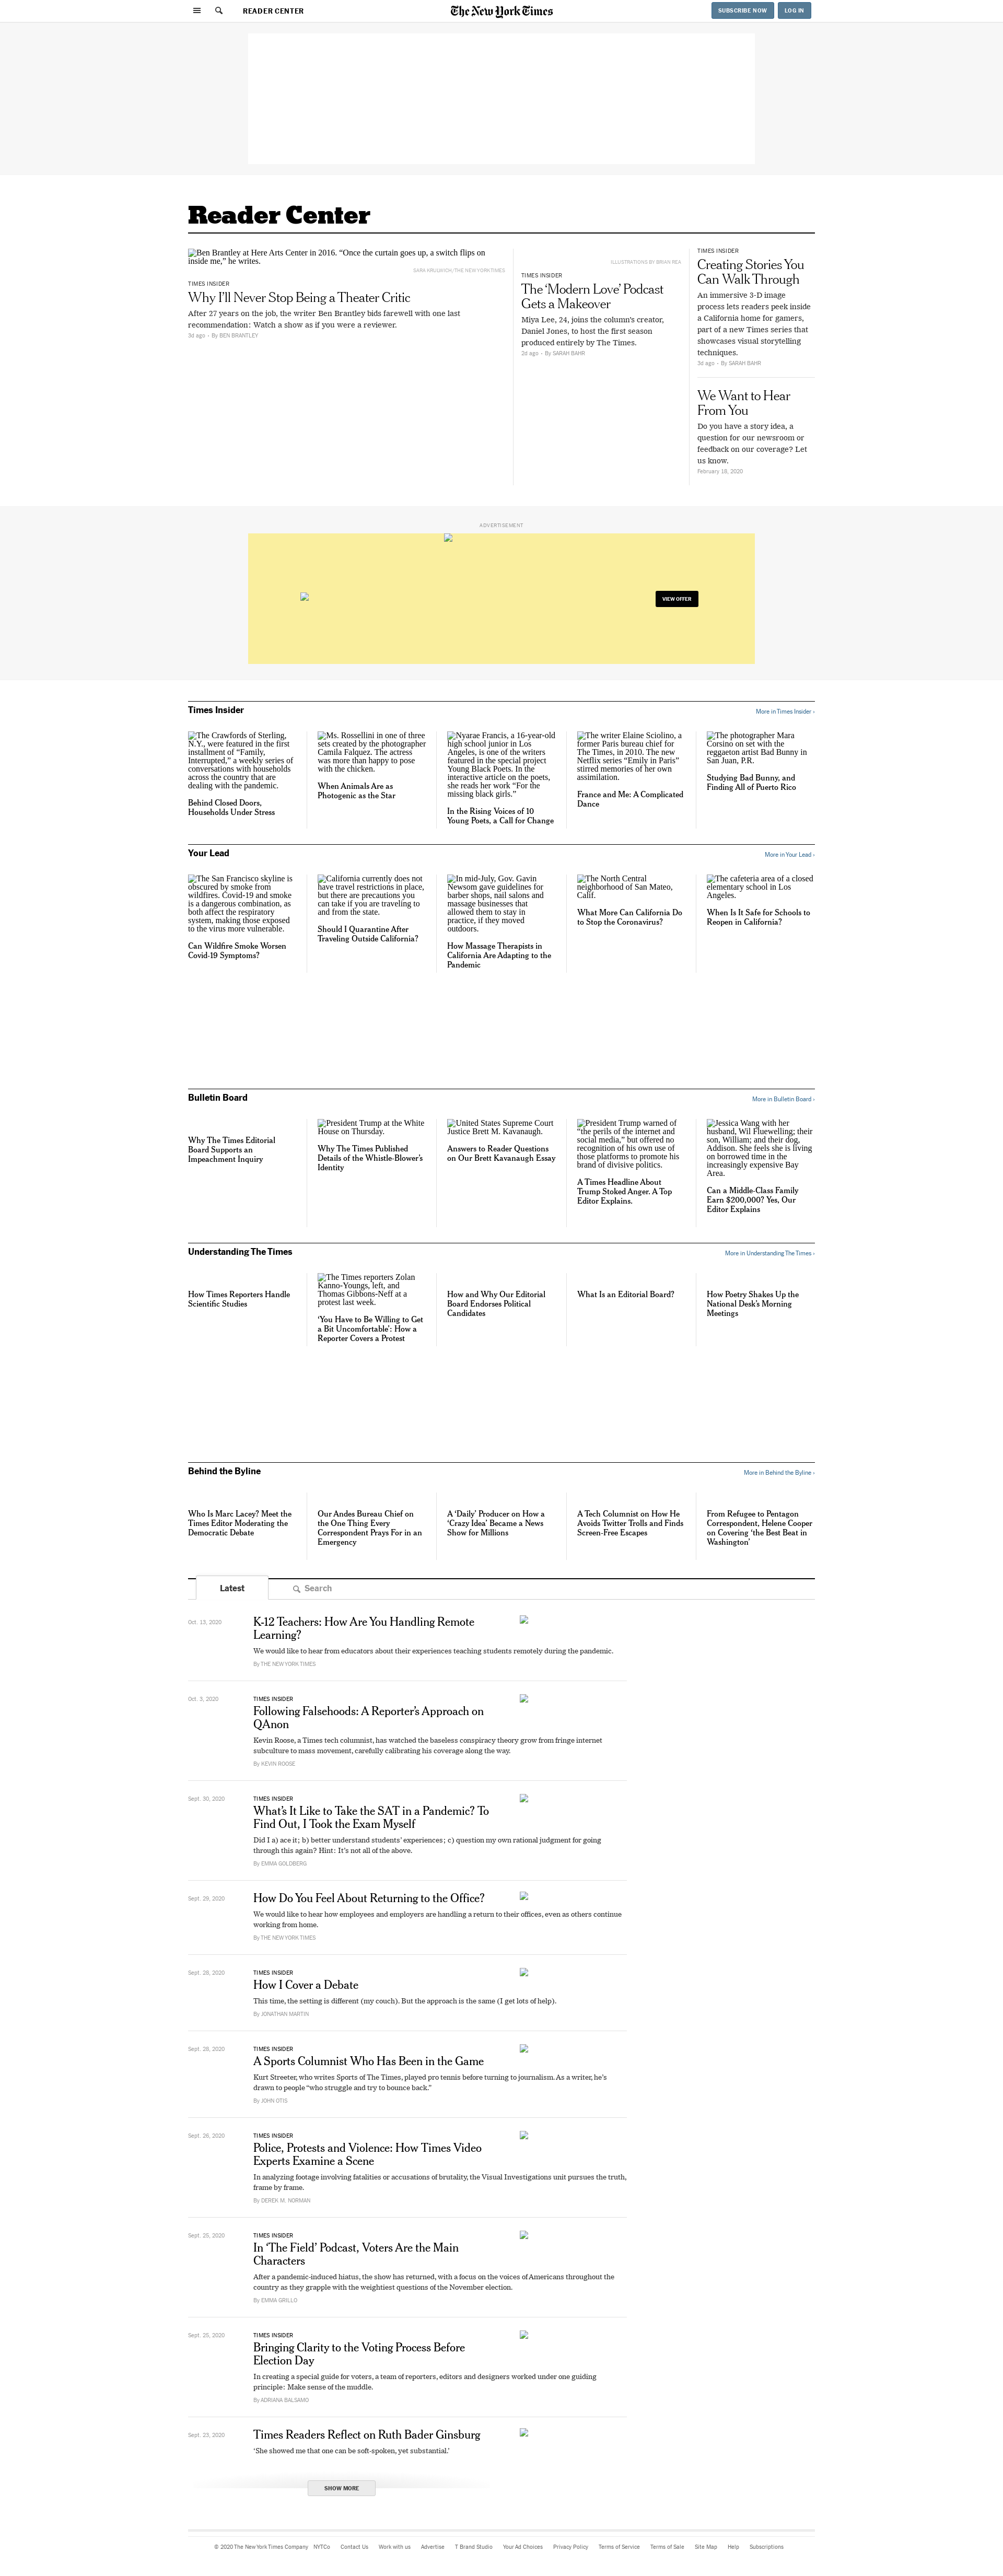 READER CENTER
The New York Times
SUBSCRIBE NOW
LOG IN
Reader Center
Ben Brantley at Here Arts Center in 2016. “Once the curtain goes up, a switch flips on
inside me,” he writes.
SARA KRULWICH/THE NEW YORK TIMES
TIMES INSIDER
Why I’ll Never Stop Being a Theater Critic
After 27 years on the job, the writer Ben Brantley bids farewell with one last
recommendation: Watch a show as if you were a reviewer.
3d ago · By BEN BRANTLEY
ILLUSTRATIONS BY BRIAN REA
TIMES INSIDER
The ‘Modern Love’ Podcast
Gets a Makeover
Miya Lee, 24, joins the column’s creator,
Daniel Jones, to host the first season
produced entirely by The Times.
2d ago · By SARAH BAHR
TIMES INSIDER
Creating Stories You
Can Walk Through
An immersive 3-D image
process lets readers peek inside
a California home for gamers,
part of a new Times series that
showcases visual storytelling
techniques.
3d ago · By SARAH BAHR
We Want to Hear
From You
Do you have a story idea, a
question for our newsroom or
feedback on our coverage? Let
us know.
February 18, 2020
ADVERTISEMENT
VIEW OFFER
Times Insider
More in Times Insider ›
The Crawfords of Sterling,
N.Y., were featured in the first
installment of “Family,
Interrupted,” a weekly series of
conversations with households
across the country that are
dealing with the pandemic.
Behind Closed Doors,
Households Under Stress
Ms. Rossellini in one of three
sets created by the photographer
Camila Falquez. The actress
was more than happy to pose
with the chicken.
When Animals Are as
Photogenic as the Star
Nyarae Francis, a 16-year-old
high school junior in Los
Angeles, is one of the writers
featured in the special project
Young Black Poets. In the
interactive article on the poets,
she reads her work “For the
missing black girls.”
In the Rising Voices of 10
Young Poets, a Call for Change
The writer Elaine Sciolino, a
former Paris bureau chief for
The Times, in 2010. The new
Netflix series “Emily in Paris”
stirred memories of her own
assimilation.
France and Me: A Complicated
Dance
The photographer Mara
Corsino on set with the
reggaeton artist Bad Bunny in
San Juan, P.R.
Studying Bad Bunny, and
Finding All of Puerto Rico
Your Lead
More in Your Lead ›
The San Francisco skyline is
obscured by smoke from
wildfires. Covid-19 and smoke
is a dangerous combination, as
both affect the respiratory
system, making those exposed
to the virus more vulnerable.
Can Wildfire Smoke Worsen
Covid-19 Symptoms?
California currently does not
have travel restrictions in place,
but there are precautions you
can take if you are traveling to
and from the state.
Should I Quarantine After
Traveling Outside California?
In mid-July, Gov. Gavin
Newsom gave guidelines for
barber shops, nail salons and
massage businesses that
allowed them to stay in
practice, if they moved
outdoors.
How Massage Therapists in
California Are Adapting to the
Pandemic
The North Central
neighborhood of San Mateo,
Calif.
What More Can California Do
to Stop the Coronavirus?
The cafeteria area of a closed
elementary school in Los
Angeles.
When Is It Safe for Schools to
Reopen in California?
Bulletin Board
More in Bulletin Board ›
Why The Times Editorial
Board Supports an
Impeachment Inquiry
President Trump at the White
House on Thursday.
Why The Times Published
Details of the Whistle-Blower’s
Identity
United States Supreme Court
Justice Brett M. Kavanaugh.
Answers to Reader Questions
on Our Brett Kavanaugh Essay
President Trump warned of
“the perils of the internet and
social media,” but offered no
recognition of his own use of
those platforms to promote his
brand of divisive politics.
A Times Headline About
Trump Stoked Anger. A Top
Editor Explains.
Jessica Wang with her
husband, Wil Fluewelling; their
son, William; and their dog,
Addison. She feels she is living
on borrowed time in the
increasingly expensive Bay
Area.
Can a Middle-Class Family
Earn $200,000? Yes, Our
Editor Explains
Understanding The Times
More in Understanding The Times ›
How Times Reporters Handle
Scientific Studies
The Times reporters Zolan
Kanno-Youngs, left, and
Thomas Gibbons-Neff at a
protest last week.
‘You Have to Be Willing to Get
a Bit Uncomfortable’: How a
Reporter Covers a Protest
How and Why Our Editorial
Board Endorses Political
Candidates
What Is an Editorial Board?
How Poetry Shakes Up the
National Desk’s Morning
Meetings
Behind the Byline
More in Behind the Byline ›
Who Is Marc Lacey? Meet the
Times Editor Moderating the
Democratic Debate
Our Andes Bureau Chief on
the One Thing Every
Correspondent Prays For in an
Emergency
A ‘Daily’ Producer on How a
‘Crazy Idea’ Became a News
Show for Millions
A Tech Columnist on How He
Avoids Twitter Trolls and Finds
Screen-Free Escapes
From Refugee to Pentagon
Correspondent, Helene Cooper
on Covering ‘the Best Beat in
Washington’
Latest
Search
Oct. 13, 2020
K-12 Teachers: How Are You Handling Remote
Learning?
We would like to hear from educators about their experiences teaching students remotely during the pandemic.
By THE NEW YORK TIMES
Oct. 3, 2020
TIMES INSIDER
Following Falsehoods: A Reporter’s Approach on
QAnon
Kevin Roose, a Times tech columnist, has watched the baseless conspiracy theory grow from fringe internet
subculture to mass movement, carefully calibrating his coverage along the way.
By KEVIN ROOSE
Sept. 30, 2020
TIMES INSIDER
What’s It Like to Take the SAT in a Pandemic? To
Find Out, I Took the Exam Myself
Did I a) ace it; b) better understand students’ experiences; c) question my own rational judgment for going
through this again? Hint: It’s not all of the above.
By EMMA GOLDBERG
Sept. 29, 2020
How Do You Feel About Returning to the Office?
We would like to hear how employees and employers are handling a return to their offices, even as others continue
working from home.
By THE NEW YORK TIMES
Sept. 28, 2020
TIMES INSIDER
How I Cover a Debate
This time, the setting is different (my couch). But the approach is the same (I get lots of help).
By JONATHAN MARTIN
Sept. 28, 2020
TIMES INSIDER
A Sports Columnist Who Has Been in the Game
Kurt Streeter, who writes Sports of The Times, played pro tennis before turning to journalism. As a writer, he’s
drawn to people “who struggle and try to bounce back.”
By JOHN OTIS
Sept. 26, 2020
TIMES INSIDER
Police, Protests and Violence: How Times Video
Experts Examine a Scene
In analyzing footage involving fatalities or accusations of brutality, the Visual Investigations unit pursues the truth,
frame by frame.
By DEREK M. NORMAN
Sept. 25, 2020
TIMES INSIDER
In ‘The Field’ Podcast, Voters Are the Main
Characters
After a pandemic-induced hiatus, the show has returned, with a focus on the voices of Americans throughout the
country as they grapple with the weightiest questions of the November election.
By EMMA GRILLO
Sept. 25, 2020
TIMES INSIDER
Bringing Clarity to the Voting Process Before
Election Day
In creating a special guide for voters, a team of reporters, editors and designers worked under one guiding
principle: Make sense of the muddle.
By ADRIANA BALSAMO
Sept. 23, 2020
Times Readers Reflect on Ruth Bader Ginsburg
‘She showed me that one can be soft-spoken, yet substantial.’
SHOW MORE
© 2020 The New York Times Company NYTCo Contact Us Work with us Advertise T Brand Studio Your Ad Choices Privacy Policy Terms of Service Terms of Sale Site Map Help Subscriptions